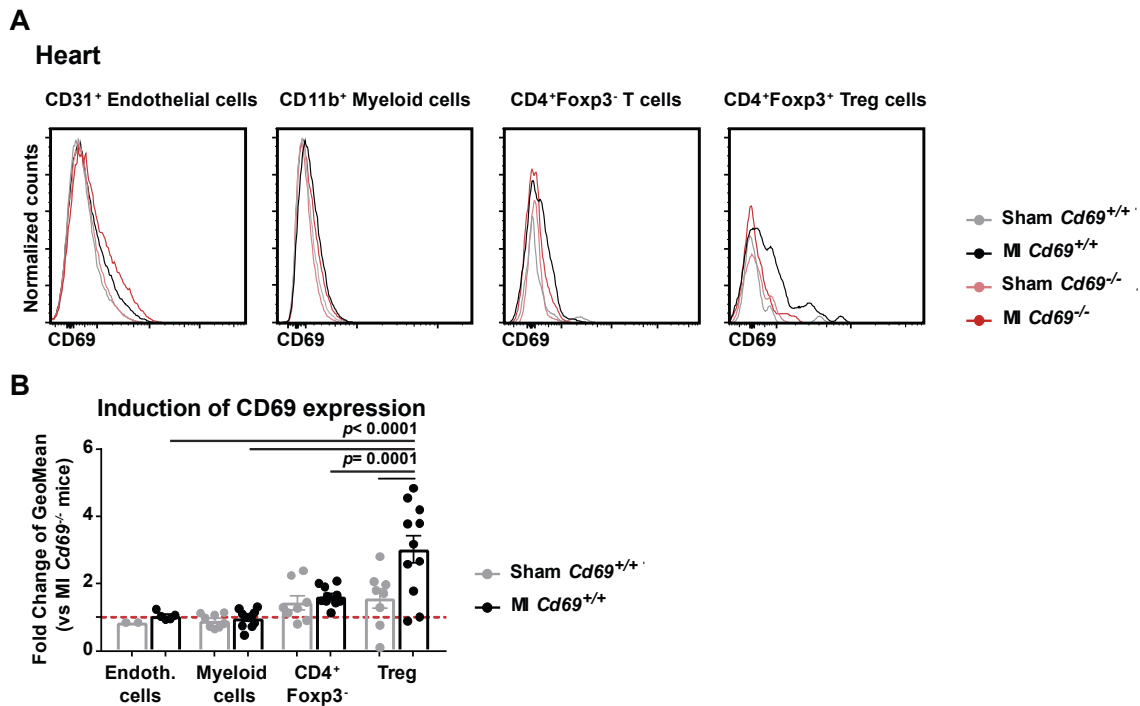 A
Heart
CD31⁺ Endothelial cells
CD11b⁺ Myeloid cells
CD4⁺Foxp3⁻ T cells
CD4⁺Foxp3⁺ Treg cells
Normalized counts
CD69
CD69
CD69
CD69
Sham Cd69⁺/⁺
MI Cd69⁺/⁺
Sham Cd69⁻/⁻
MI Cd69⁻/⁻
B
Induction of CD69 expression
p< 0.0001
p= 0.0001
Fold Change of GeoMean
(vs MI Cd69⁻/⁻ mice)
6
4
2
0
Endoth.
cells
Myeloid
cells
CD4⁺
Foxp3⁻
Treg
Sham Cd69⁺/⁺
MI Cd69⁺/⁺